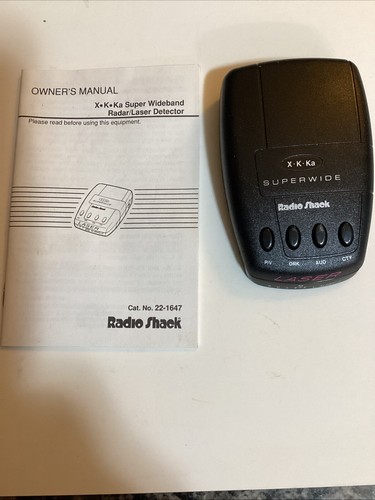 OWNER'S MANUAL
X•K•Ka Super Wideband
Radar/Laser Detector
Please read before using this equipment.
Cat. No. 22-1647
Radio Shack
X·K·Ka
SUPERWIDE
Radio Shack
DRK AUD CTY
LASER